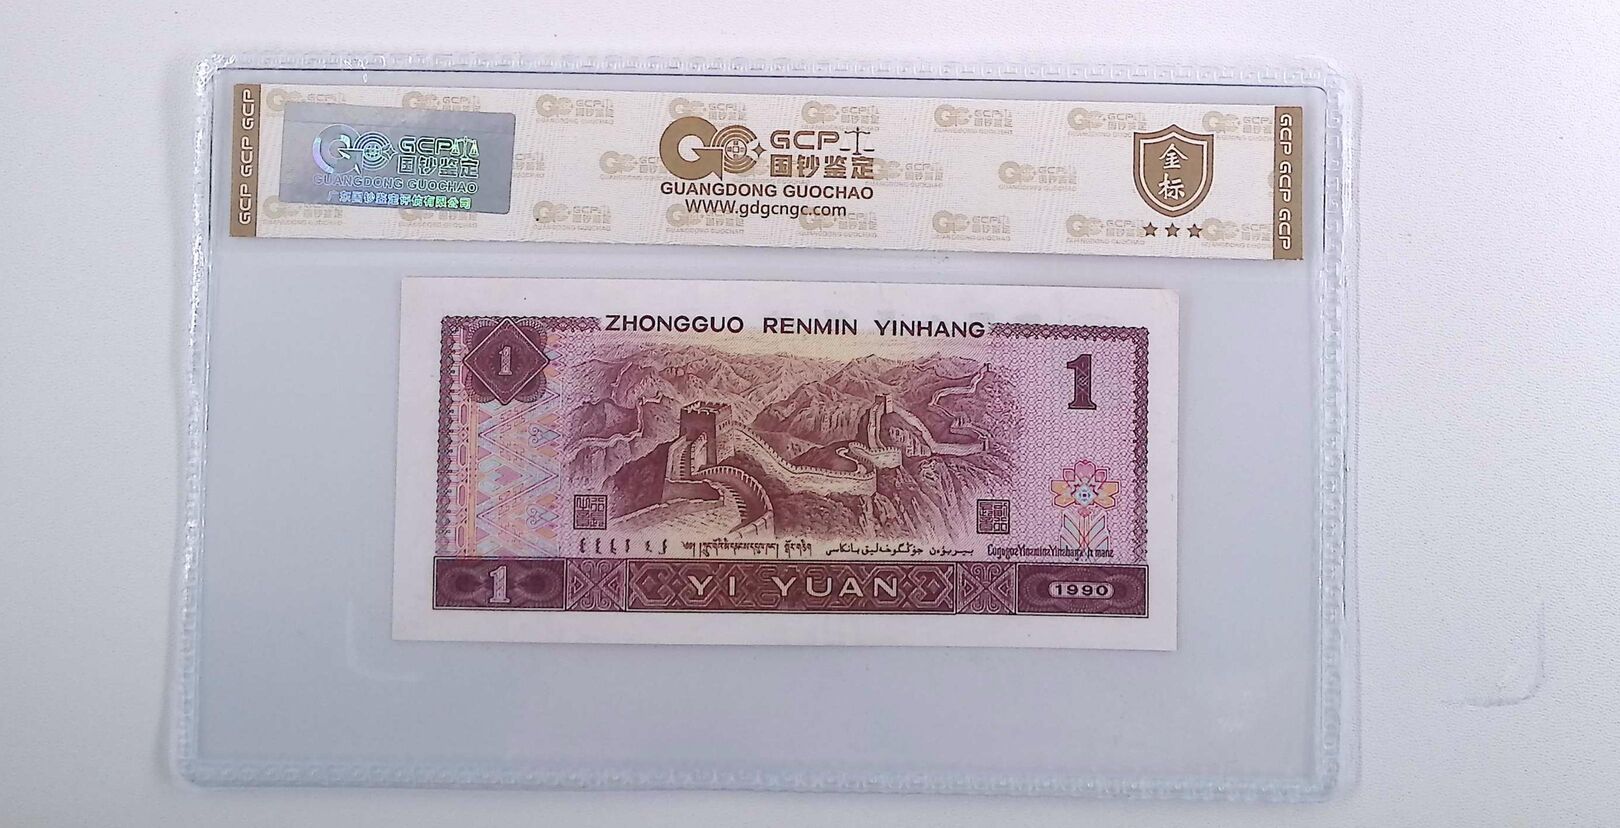 GCP GCP GCP
GCP
国钞鉴定
GUANGDONG GUOCHAO
广东国钞鉴定评估有限公司
GCP
国钞鉴定
GUANGDONG GUOCHAO
WWW.gdgcngc.com
金标
GCP GCP GCP
ZHONGGUO RENMIN YINHANG
1
1
1
YI YUAN
1990